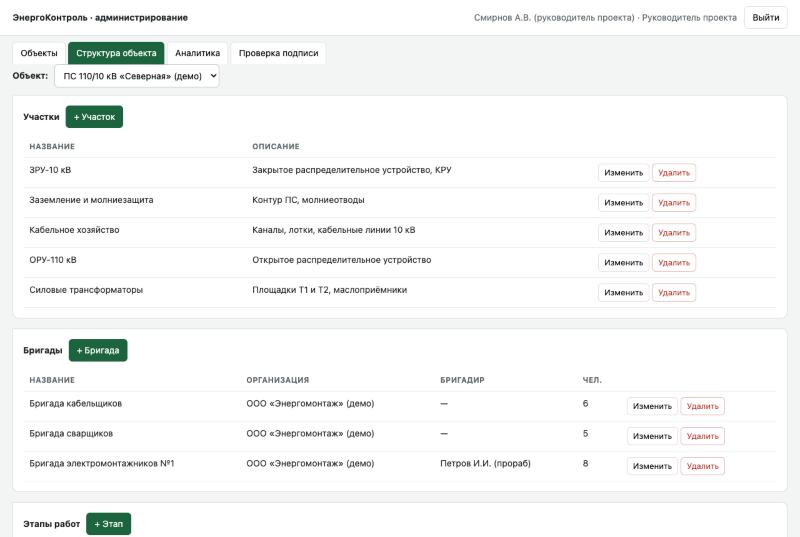 ЭнергоКонтроль · администрирование
Смирнов А.В. (руководитель проекта) · Руководитель проекта
Выйти
Объекты
Структура объекта
Аналитика
Проверка подписи
Объект:
ПС 110/10 кВ «Северная» (демо)
Участки
+ Участок
НАЗВАНИЕ ОПИСАНИЕ
ЗРУ-10 кВ Закрытое распределительное устройство, КРУ Изменить Удалить
Заземление и молниезащита Контур ПС, молниеотводы Изменить Удалить
Кабельное хозяйство Каналы, лотки, кабельные линии 10 кВ Изменить Удалить
ОРУ-110 кВ Открытое распределительное устройство Изменить Удалить
Силовые трансформаторы Площадки Т1 и Т2, маслоприёмники Изменить Удалить
Бригады
+ Бригада
НАЗВАНИЕ ОРГАНИЗАЦИЯ БРИГАДИР ЧЕЛ.
Бригада кабельщиков ООО «Энергомонтаж» (демо) — 6 Изменить Удалить
Бригада сварщиков ООО «Энергомонтаж» (демо) — 5 Изменить Удалить
Бригада электромонтажников №1 ООО «Энергомонтаж» (демо) Петров И.И. (прораб) 8 Изменить Удалить
Этапы работ
+ Этап